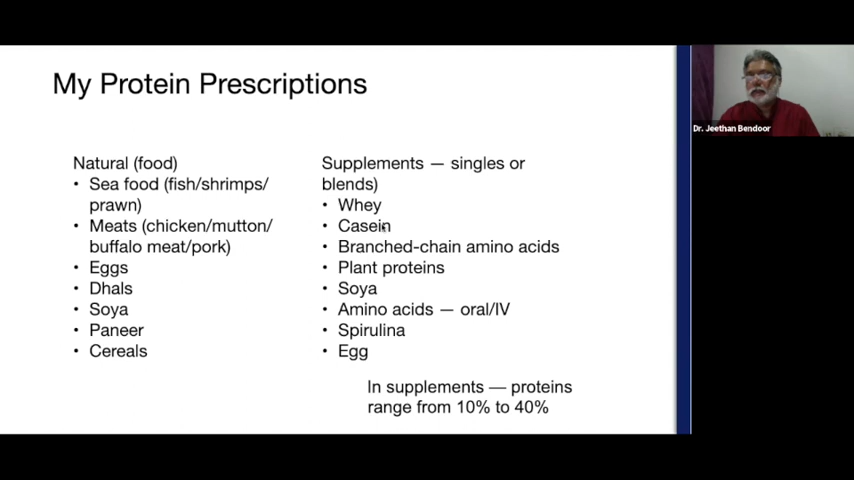 My Protein Prescriptions
Natural (food)
• Sea food (fish/shrimps/
prawn)
• Meats (chicken/mutton/
buffalo meat/pork)
• Eggs
• Dhals
• Soya
• Paneer
• Cereals
Supplements — singles or
blends)
• Whey
• Casein
• Branched-chain amino acids
• Plant proteins
• Soya
• Amino acids — oral/IV
• Spirulina
• Egg
In supplements — proteins
range from 10% to 40%
Dr. Jeethan Bendoor